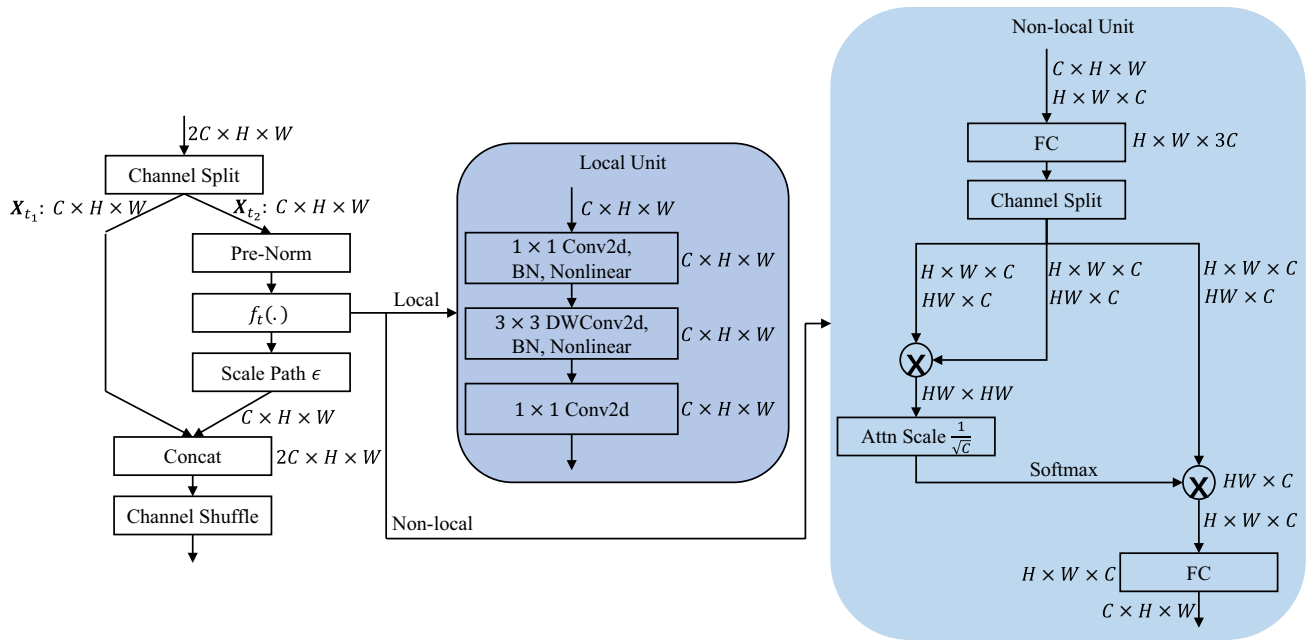 2C × H × W
Channel Split
X_{t_1}: C × H × W
X_{t_2}: C × H × W
Pre-Norm
f_t(.)
Scale Path ϵ
C × H × W
Concat
2C × H × W
Channel Shuffle
Local
Non-local
Local Unit
C × H × W
1 × 1 Conv2d,
BN, Nonlinear
C × H × W
3 × 3 DWConv2d,
BN, Nonlinear
C × H × W
1 × 1 Conv2d
C × H × W
Non-local Unit
C × H × W
H × W × C
FC
H × W × 3C
Channel Split
H × W × C
HW × C
H × W × C
HW × C
H × W × C
HW × C
X
HW × HW
Attn Scale 1/√C
Softmax
X
HW × C
H × W × C
H × W × C
FC
C × H × W